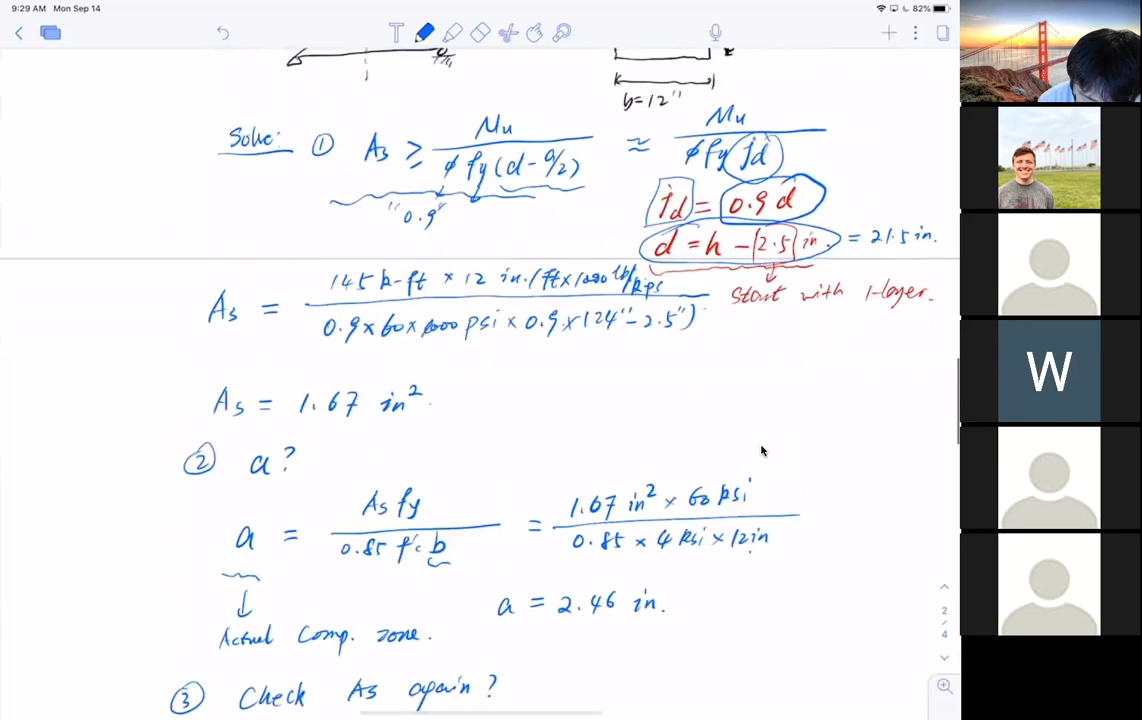 9:29 AM Mon Sep 14
82%
T
b=12"
Solve: ① As ≥ Mu / ϕ fy (d - a/2) ≈ Mu / ϕ fy jd
"0.9"
jd = 0.9 d
d = h - 2.5 in. = 21.5 in.
start with 1-layer.
As = 145 k-ft × 12 in./ft × 1000 lb/kips / 0.9 × 60 × 1000 psi × 0.9 × (24" - 2.5")
As = 1.67 in²
② a?
a = As fy / 0.85 f'c b = 1.67 in² × 60 ksi / 0.85 × 4 ksi × 12 in
a = 2.46 in.
Actual Comp. zone.
③ Check As again?
2
4
W